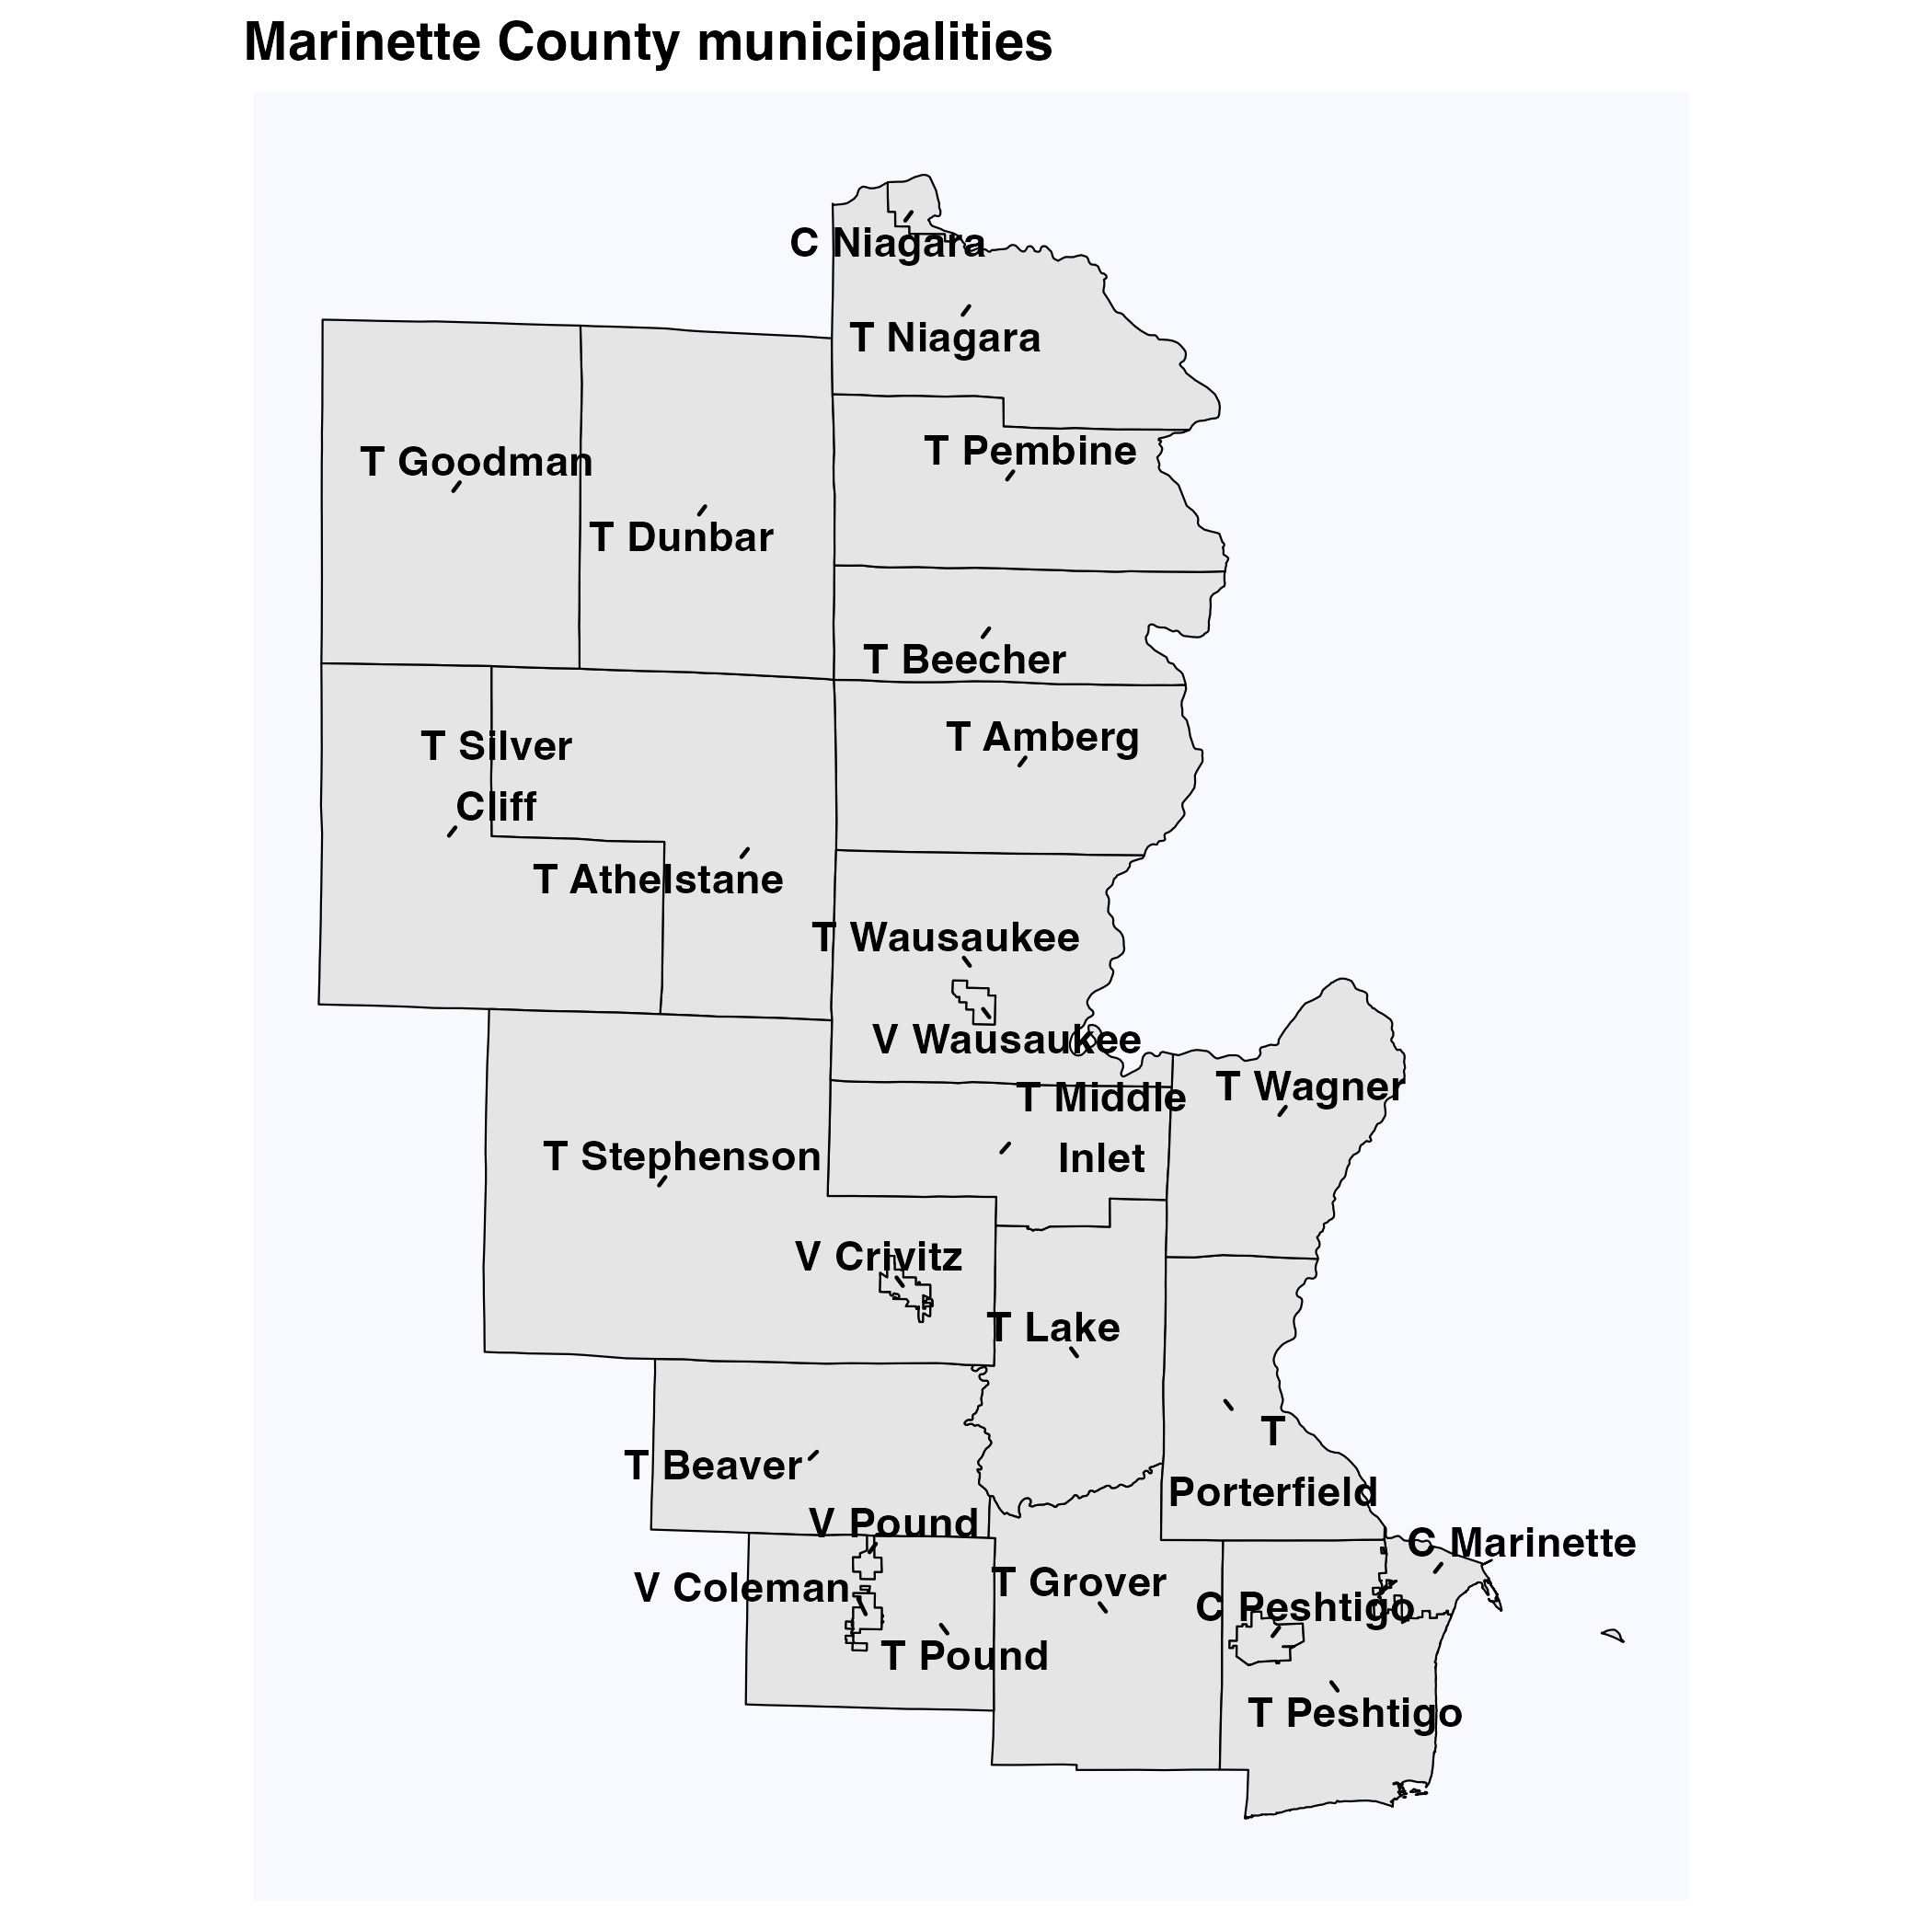 Marinette County municipalities
C Niagara
T Niagara
T Pembine
T Goodman
T Dunbar
T Beecher
T Amberg
T Silver
Cliff
T Athelstane
T Wausaukee
V Wausaukee
T Middle
Inlet
T Wagner
T Stephenson
V Crivitz
T Lake
T
Porterfield
T Beaver
V Pound
C Marinette
V Coleman
T Grover
C Peshtigo
T Pound
T Peshtigo